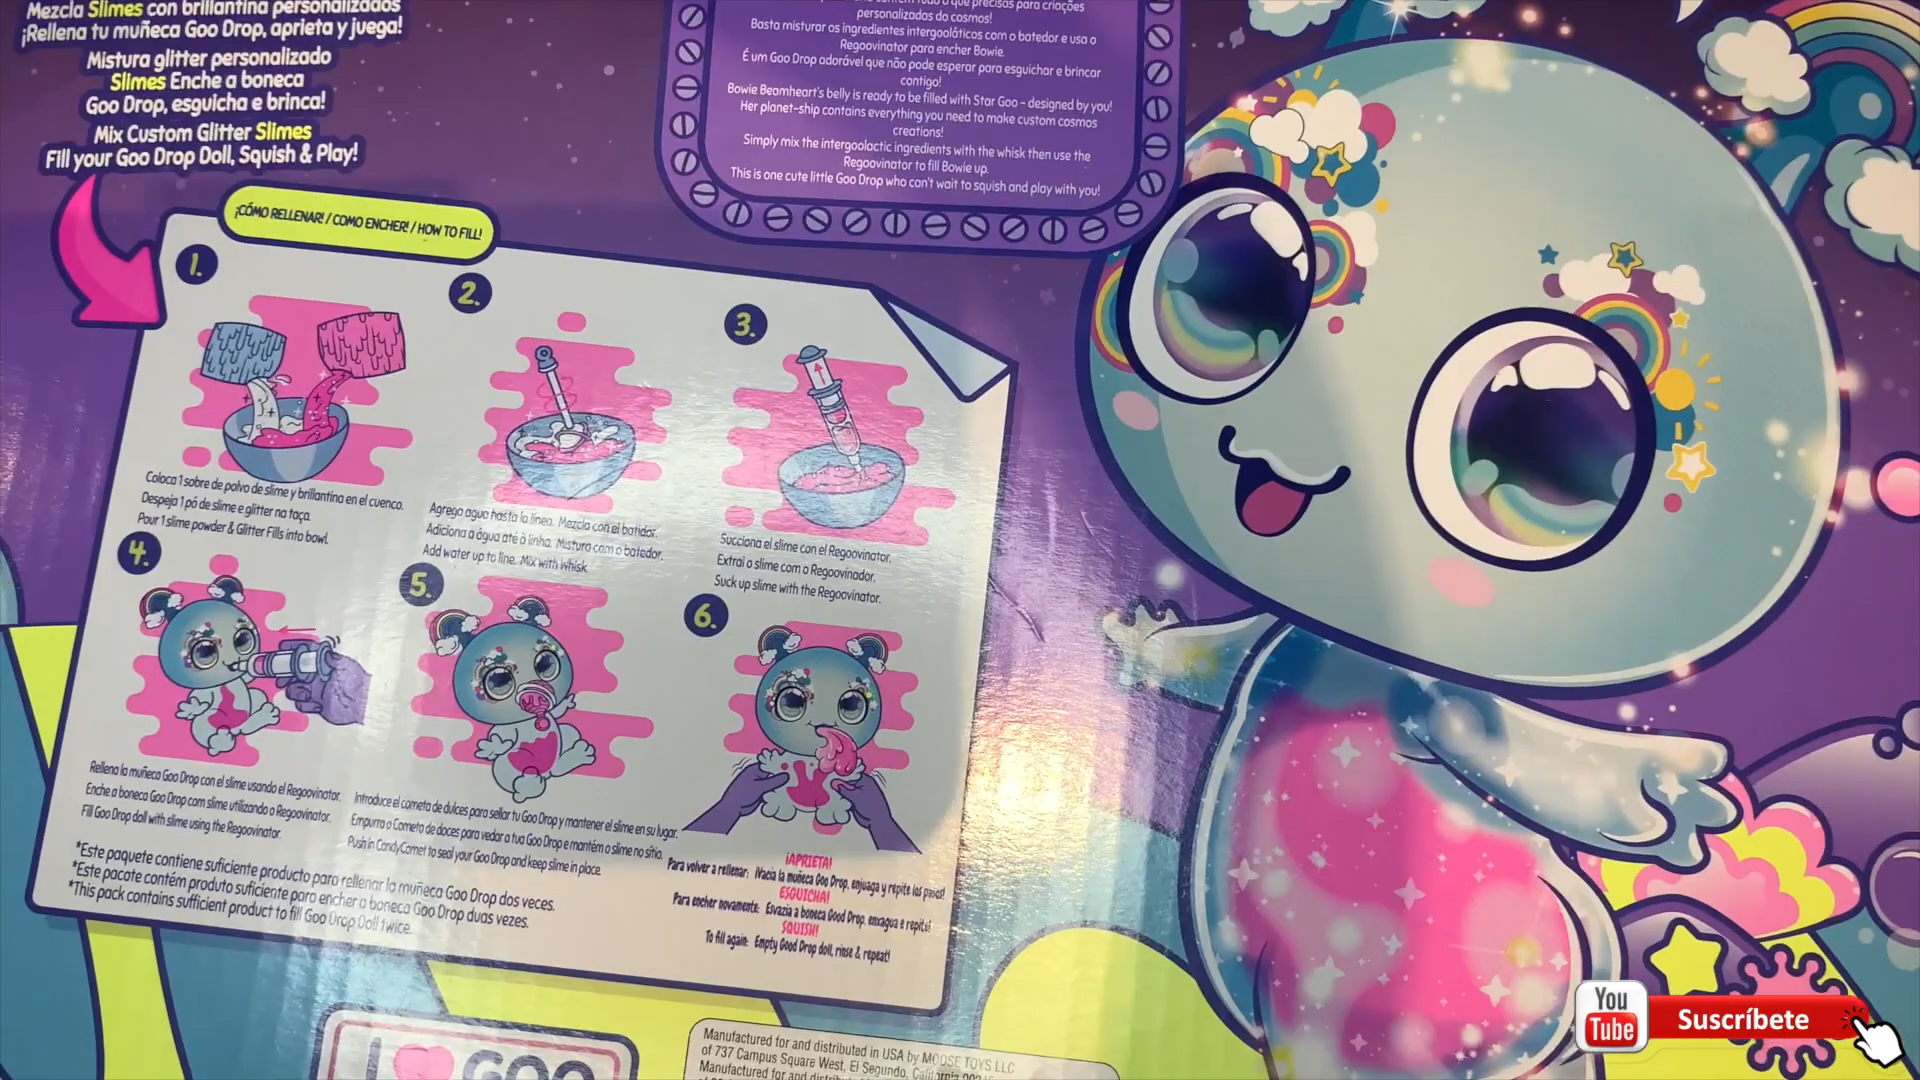 Mezcla Slimes con brillantina personalizados
¡Rellena tu muñeca Goo Drop, aprieta y juega!
Mistura glitter personalizado
Slimes Enche a boneca
Goo Drop, esguicha e brinca!
Mix Custom Glitter Slimes
Fill your Goo Drop Doll, Squish & Play!
que precisas para criações
personalizadas do cosmos!
Basta misturar os ingredientes intergooláticos com o batedor e usa o
Regoovinator para encher Bowie.
É um Goo Drop adorável que não pode esperar para esguichar e brincar
contigo!
Bowie Beamheart's belly is ready to be filled with Star Goo - designed by you!
Her planet-ship contains everything you need to make custom cosmos
creations!
Simply mix the intergoolactic ingredients with the whisk then use the
Regoovinator to fill Bowie up.
This is one cute little Goo Drop who can't wait to squish and play with you!
¡CÓMO RELLENAR! / COMO ENCHER! / HOW TO FILL!
1.
Coloca 1 sobre de polvo de slime y brillantina en el cuenco.
Despeja 1 pó de slime e glitter na taça.
Pour 1 slime powder & Glitter Fills into bowl.
2.
Agrega agua hasta la línea. Mezcla con el batidor.
Adiciona a água até à linha. Mistura com o batedor.
Add water up to line. Mix with Whisk.
3.
Succiona el slime con el Regoovinator.
Extrai o slime com o Regoovinador.
Suck up slime with the Regoovinator.
4.
Rellena la muñeca Goo Drop con el slime usando el Regoovinator.
Enche a boneca Goo Drop com slime utilizando o Regoovinator.
Fill Goo Drop doll with slime using the Regoovinator.
5.
Introduce el cometa de dulces para sellar tu Goo Drop y mantener el slime en su lugar.
Empurra o Cometa de doces para vedar a tua Goo Drop e mantém o slime no sítio.
Push in CandyComet to seal your Goo Drop and keep slime in place.
6.
¡APRIETA!
Para volver a rellenar: ¡Vacía la muñeca Goo Drop, enjuaga y repite los pasos!
ESGUICHA!
Para encher novamente: Esvazia a boneca Good Drop, enxagua e repite!
SQUISH!
To fill again: Empty Good Drop doll, rinse & repeat!
*Este paquete contiene suficiente producto para rellenar la muñeca Goo Drop dos veces.
*Este pacote contém produto suficiente para encher a boneca Goo Drop duas vezes.
*This pack contains sufficient product to fill Goo Drop Doll twice.
I GOO
Manufactured for and distributed in USA by MOOSE TOYS LLC
of 737 Campus Square West, El Segundo, California
Manufactured for and
You
Tube
Suscríbete